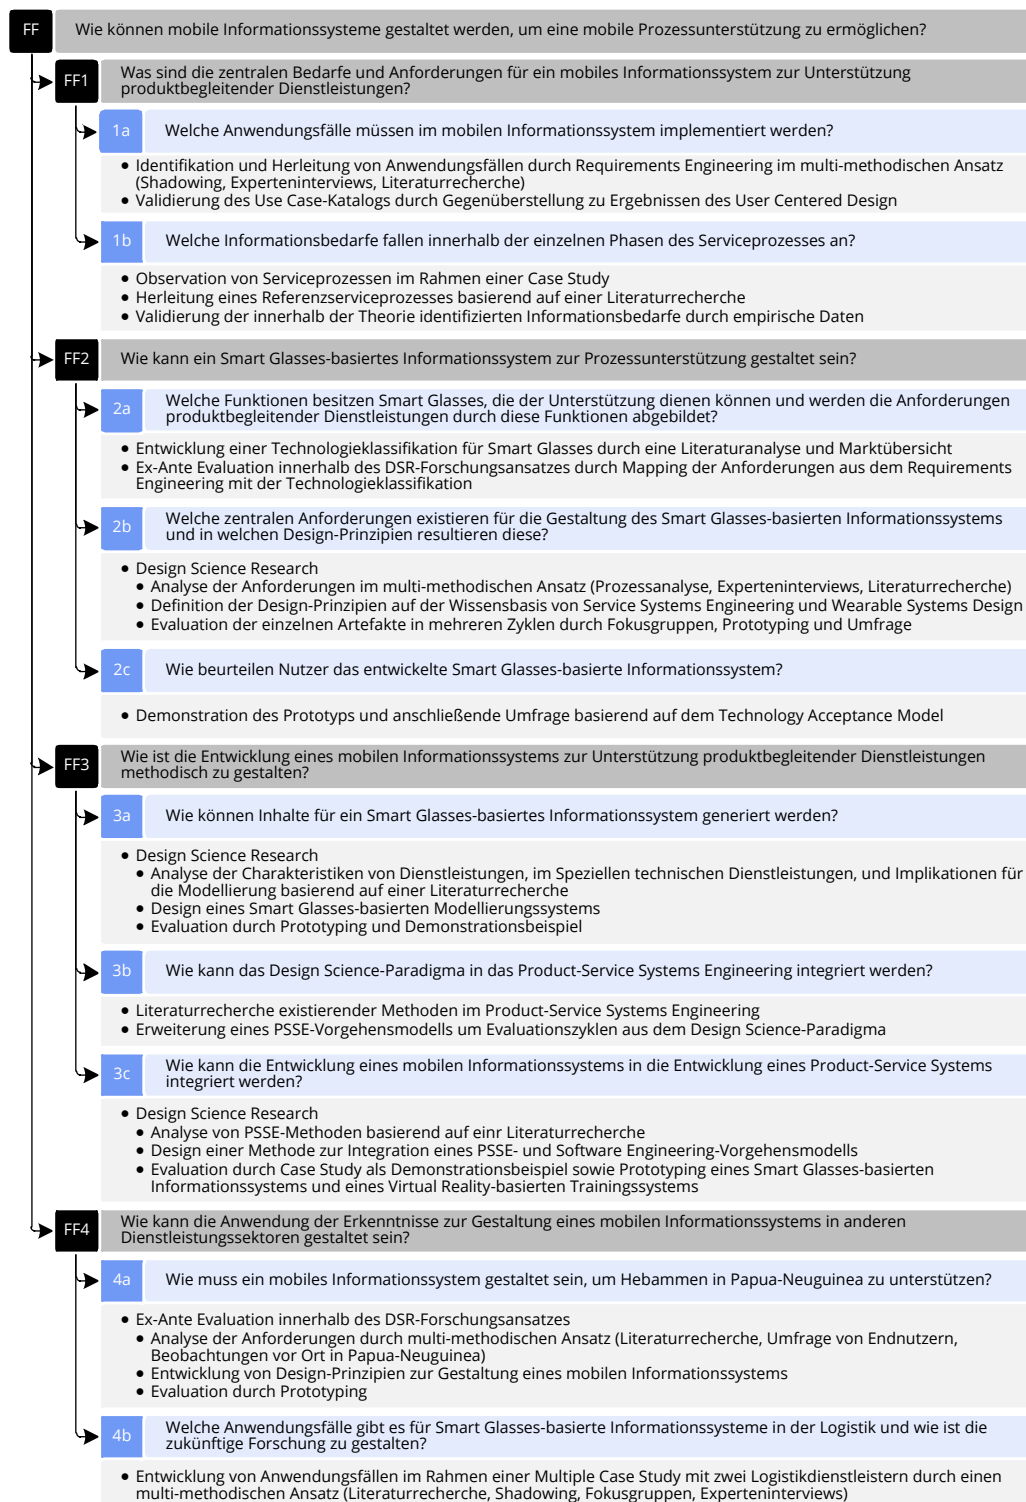 FF Wie können mobile Informationssysteme gestaltet werden, um eine mobile Prozessunterstützung zu ermöglichen?
FF1 Was sind die zentralen Bedarfe und Anforderungen für ein mobiles Informationssystem zur Unterstützung
produktbegleitender Dienstleistungen?
1a Welche Anwendungsfälle müssen im mobilen Informationssystem implementiert werden?
• Identifikation und Herleitung von Anwendungsfällen durch Requirements Engineering im multi-methodischen Ansatz
(Shadowing, Experteninterviews, Literaturrecherche)
• Validierung des Use Case-Katalogs durch Gegenüberstellung zu Ergebnissen des User Centered Design
1b Welche Informationsbedarfe fallen innerhalb der einzelnen Phasen des Serviceprozesses an?
• Observation von Serviceprozessen im Rahmen einer Case Study
• Herleitung eines Referenzserviceprozesses basierend auf einer Literaturrecherche
• Validierung der innerhalb der Theorie identifizierten Informationsbedarfe durch empirische Daten
FF2 Wie kann ein Smart Glasses-basiertes Informationssystem zur Prozessunterstützung gestaltet sein?
2a Welche Funktionen besitzen Smart Glasses, die der Unterstützung dienen können und werden die Anforderungen
produktbegleitender Dienstleistungen durch diese Funktionen abgebildet?
• Entwicklung einer Technologieklassifikation für Smart Glasses durch eine Literaturanalyse und Marktübersicht
• Ex-Ante Evaluation innerhalb des DSR-Forschungsansatzes durch Mapping der Anforderungen aus dem Requirements
Engineering mit der Technologieklassifikation
2b Welche zentralen Anforderungen existieren für die Gestaltung des Smart Glasses-basierten Informationssystems
und in welchen Design-Prinzipien resultieren diese?
• Design Science Research
• Analyse der Anforderungen im multi-methodischen Ansatz (Prozessanalyse, Experteninterviews, Literaturrecherche)
• Definition der Design-Prinzipien auf der Wissensbasis von Service Systems Engineering und Wearable Systems Design
• Evaluation der einzelnen Artefakte in mehreren Zyklen durch Fokusgruppen, Prototyping und Umfrage
2c Wie beurteilen Nutzer das entwickelte Smart Glasses-basierte Informationssystem?
• Demonstration des Prototyps und anschließende Umfrage basierend auf dem Technology Acceptance Model
FF3 Wie ist die Entwicklung eines mobilen Informationssystems zur Unterstützung produktbegleitender Dienstleistungen
methodisch zu gestalten?
3a Wie können Inhalte für ein Smart Glasses-basiertes Informationssystem generiert werden?
• Design Science Research
• Analyse der Charakteristiken von Dienstleistungen, im Speziellen technischen Dienstleistungen, und Implikationen für
die Modellierung basierend auf einer Literaturrecherche
• Design eines Smart Glasses-basierten Modellierungssystems
• Evaluation durch Prototyping und Demonstrationsbeispiel
3b Wie kann das Design Science-Paradigma in das Product-Service Systems Engineering integriert werden?
• Literaturrecherche existierender Methoden im Product-Service Systems Engineering
• Erweiterung eines PSSE-Vorgehensmodells um Evaluationszyklen aus dem Design Science-Paradigma
3c Wie kann die Entwicklung eines mobilen Informationssystems in die Entwicklung eines Product-Service Systems
integriert werden?
• Design Science Research
• Analyse von PSSE-Methoden basierend auf einr Literaturrecherche
• Design einer Methode zur Integration eines PSSE- und Software Engineering-Vorgehensmodells
• Evaluation durch Case Study als Demonstrationsbeispiel sowie Prototyping eines Smart Glasses-basierten
Informationssystems und eines Virtual Reality-basierten Trainingssystems
FF4 Wie kann die Anwendung der Erkenntnisse zur Gestaltung eines mobilen Informationssystems in anderen
Dienstleistungssektoren gestaltet sein?
4a Wie muss ein mobiles Informationssystem gestaltet sein, um Hebammen in Papua-Neuguinea zu unterstützen?
• Ex-Ante Evaluation innerhalb des DSR-Forschungsansatzes
• Analyse der Anforderungen durch multi-methodischen Ansatz (Literaturrecherche, Umfrage von Endnutzern,
Beobachtungen vor Ort in Papua-Neuguinea)
• Entwicklung von Design-Prinzipien zur Gestaltung eines mobilen Informationssystems
• Evaluation durch Prototyping
4b Welche Anwendungsfälle gibt es für Smart Glasses-basierte Informationssysteme in der Logistik und wie ist die
zukünftige Forschung zu gestalten?
• Entwicklung von Anwendungsfällen im Rahmen einer Multiple Case Study mit zwei Logistikdienstleistern durch einen
multi-methodischen Ansatz (Literaturrecherche, Shadowing, Fokusgruppen, Experteninterviews)